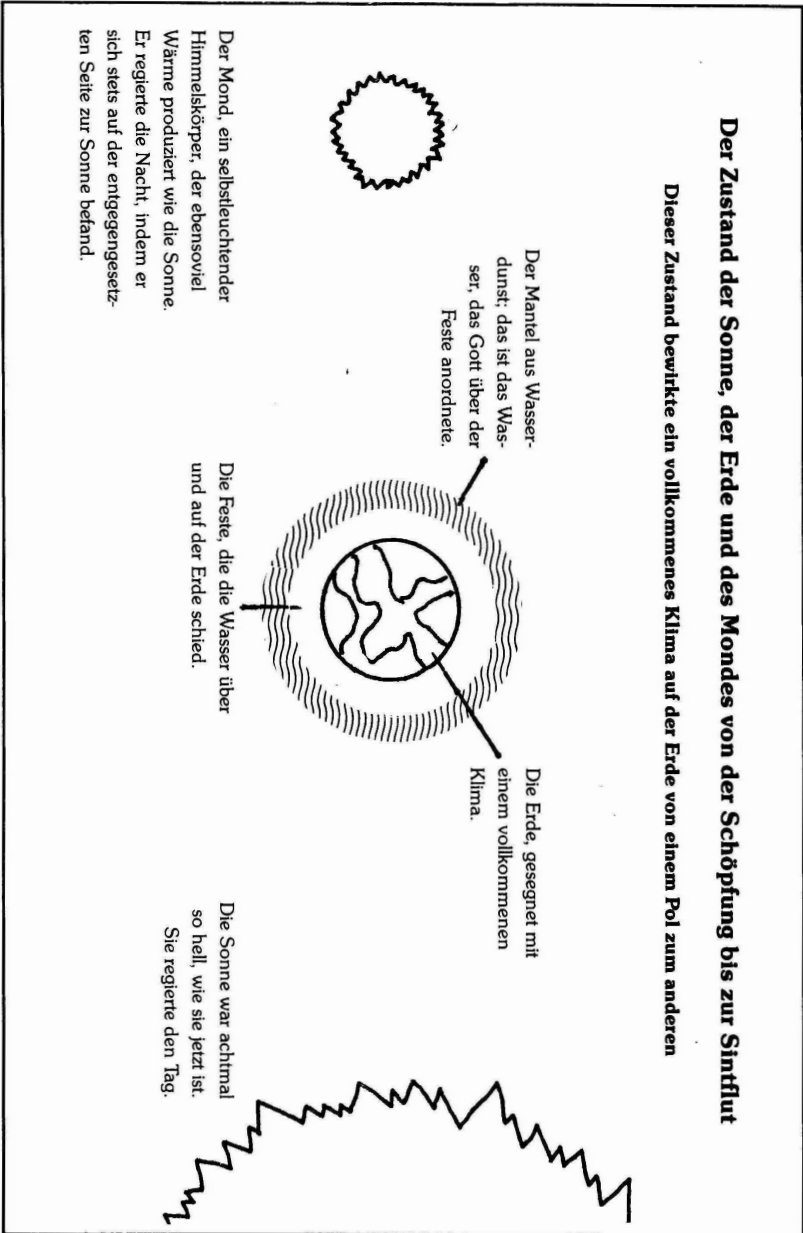 Der Zustand der Sonne, der Erde und des Mondes von der Schöpfung bis zur Sintflut
Dieser Zustand bewirkte ein vollkommenes Klima auf der Erde von einem Pol zum anderen
Der Mantel aus Wasser-
dunst; das ist das Was-
ser, das Gott über der
Feste anordnete.
Die Erde, gesegnet mit
einem vollkommenen
Klima.
Der Mond, ein selbstleuchtender
Himmelskörper, der ebensoviel
Wärme produziert wie die Sonne.
Er regierte die Nacht, indem er
sich stets auf der entgegengesetz-
ten Seite zur Sonne befand.
Die Feste, die die Wasser über
und auf der Erde schied.
Die Sonne war achtmal
so hell, wie sie jetzt ist.
Sie regierte den Tag.